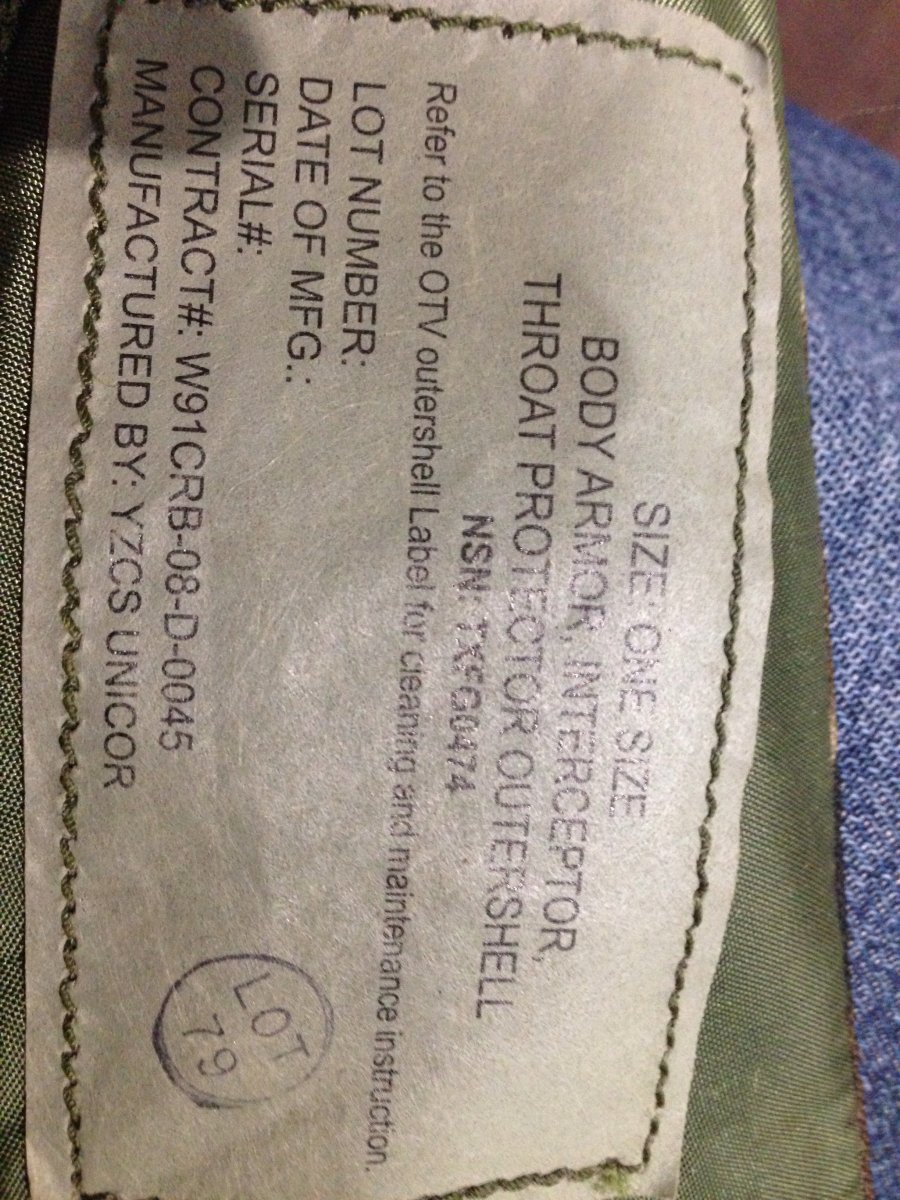 SIZE: ONE SIZE
BODY ARMOR, INTERCEPTOR,
THROAT PROTECTOR OUTERSHELL
NSN: TXFG0474
Refer to the OTV outershell Label for cleaning and maintenance instruction.
LOT NUMBER:
DATE OF MFG.:
SERIAL#:
CONTRACT#: W91CRB-08-D-0045
MANUFACTURED BY: YZCS UNICOR
LOT
79